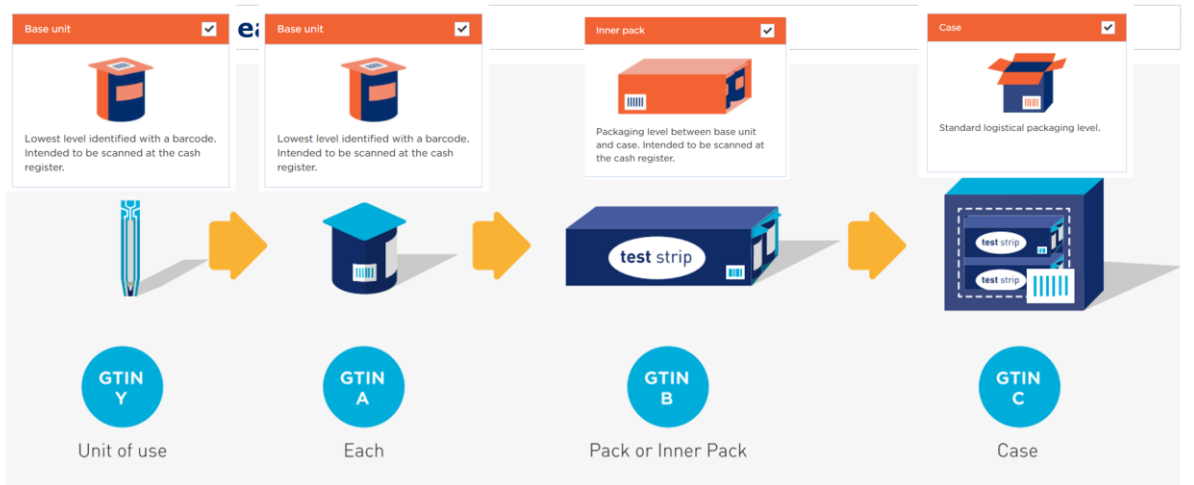 Base unit
Lowest level identified with a barcode.
Intended to be scanned at the cash
register.
Base unit
Lowest level identified with a barcode.
Intended to be scanned at the cash
register.
Inner pack
Packaging level between base unit
and case. Intended to be scanned at
the cash register.
Case
Standard logistical packaging level.
test strip
test strip
test strip
GTIN
Y
GTIN
A
GTIN
B
GTIN
C
Unit of use
Each
Pack or Inner Pack
Case